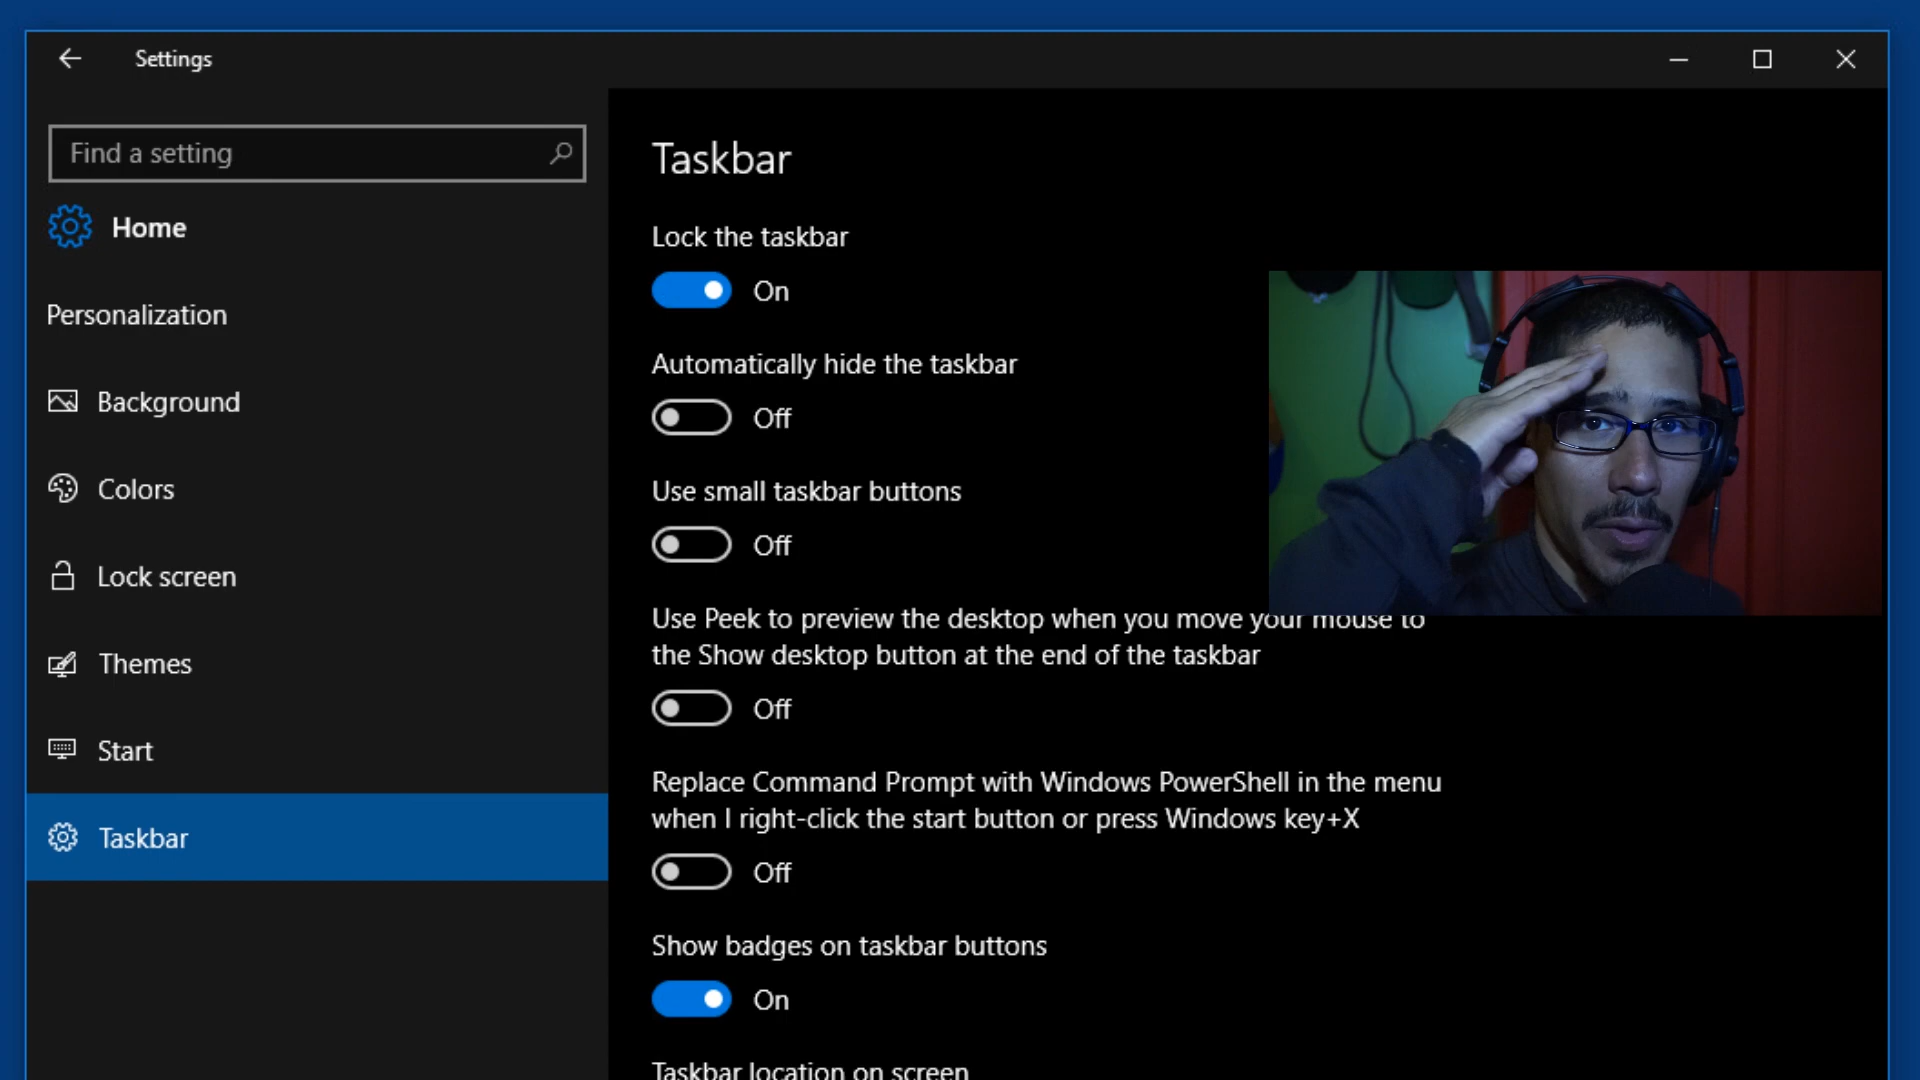 Settings
Find a setting
Home
Personalization
Background
Colors
Lock screen
Themes
Start
Taskbar
Taskbar
Lock the taskbar
On
Automatically hide the taskbar
Off
Use small taskbar buttons
Off
Use Peek to preview the desktop when you move your mouse to
the Show desktop button at the end of the taskbar
Off
Replace Command Prompt with Windows PowerShell in the menu
when I right-click the start button or press Windows key+X
Off
Show badges on taskbar buttons
On
Taskbar location on screen